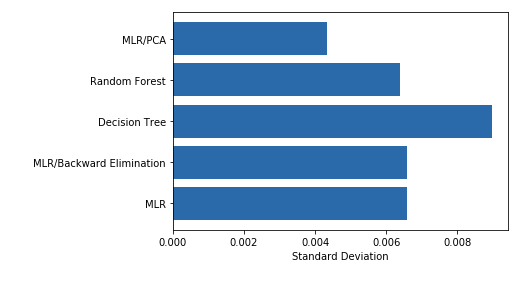 MLR/PCA
Random Forest
Decision Tree
MLR/Backward Elimination
MLR
0.000 0.002 0.004 0.006 0.008
Standard Deviation